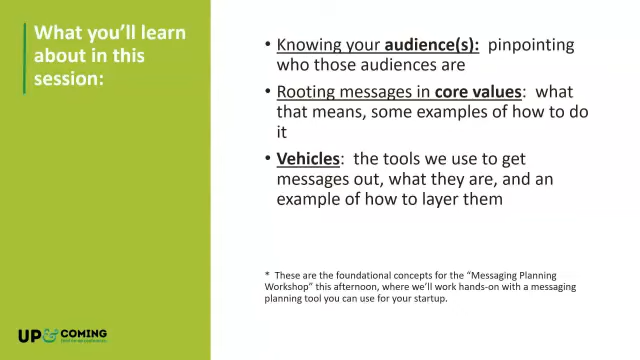 What you'll learn
about in this
session:
• Knowing your audience(s):  pinpointing
who those audiences are
• Rooting messages in core values:  what
that means, some examples of how to do
it
• Vehicles:  the tools we use to get
messages out, what they are, and an
example of how to layer them
*  These are the foundational concepts for the “Messaging Planning
Workshop” this afternoon, where we’ll work hands-on with a messaging
planning tool you can use for your startup.
UP & COMING